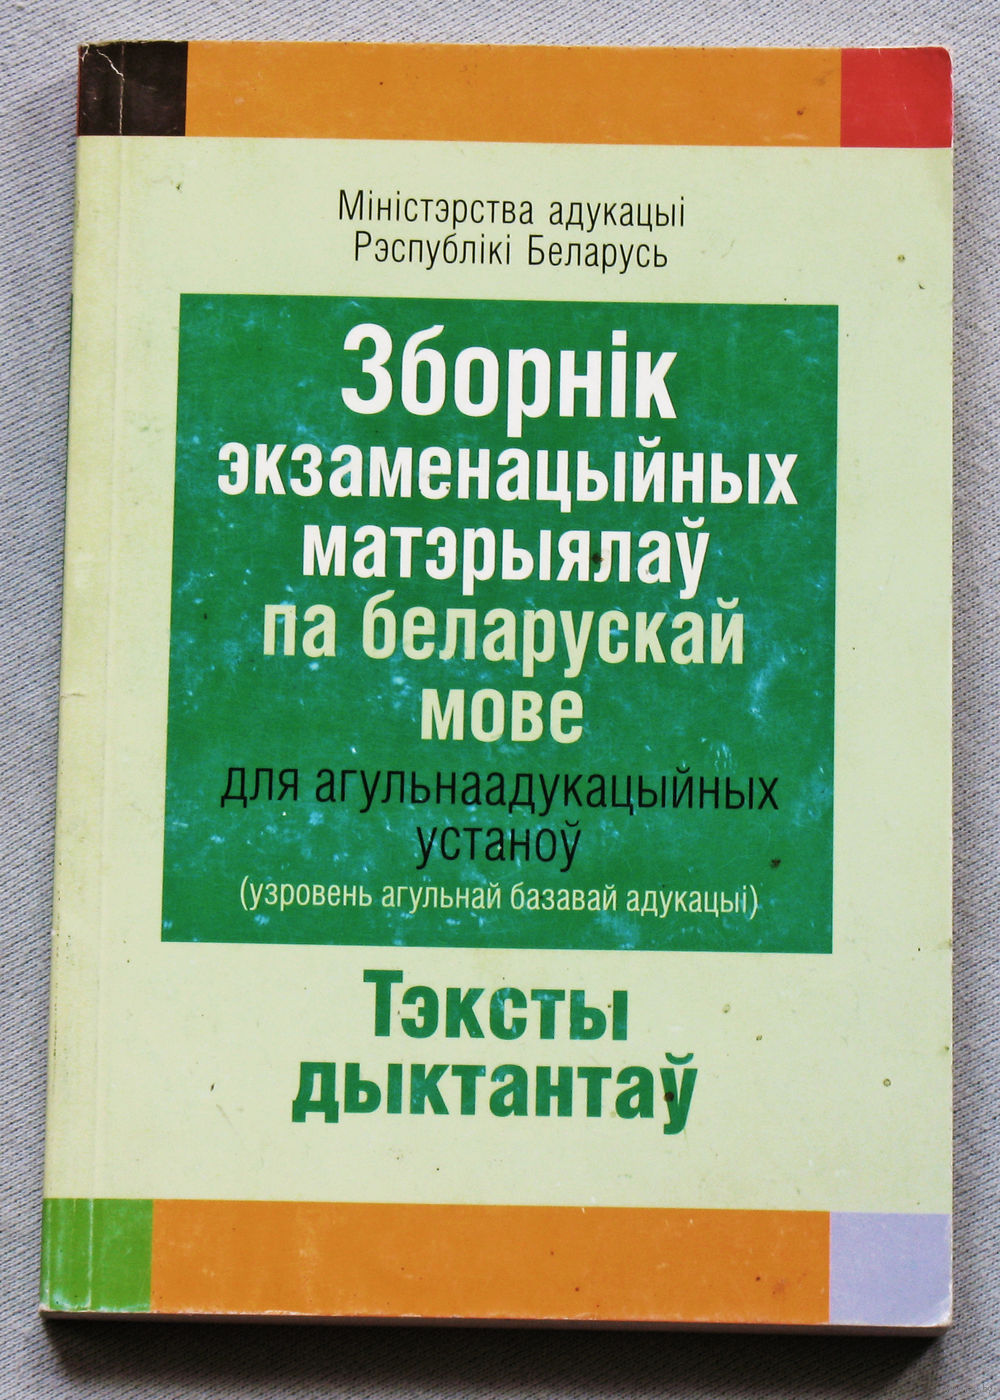 Міністэрства адукацыі
Рэспублікі Беларусь
Зборнік
экзаменацыйных
матэрыялаў
па беларускай
мове
для агульнаадукацыйных
устаноў
(узровень агульнай базавай адукацыі)
Тэксты
дыктантаў